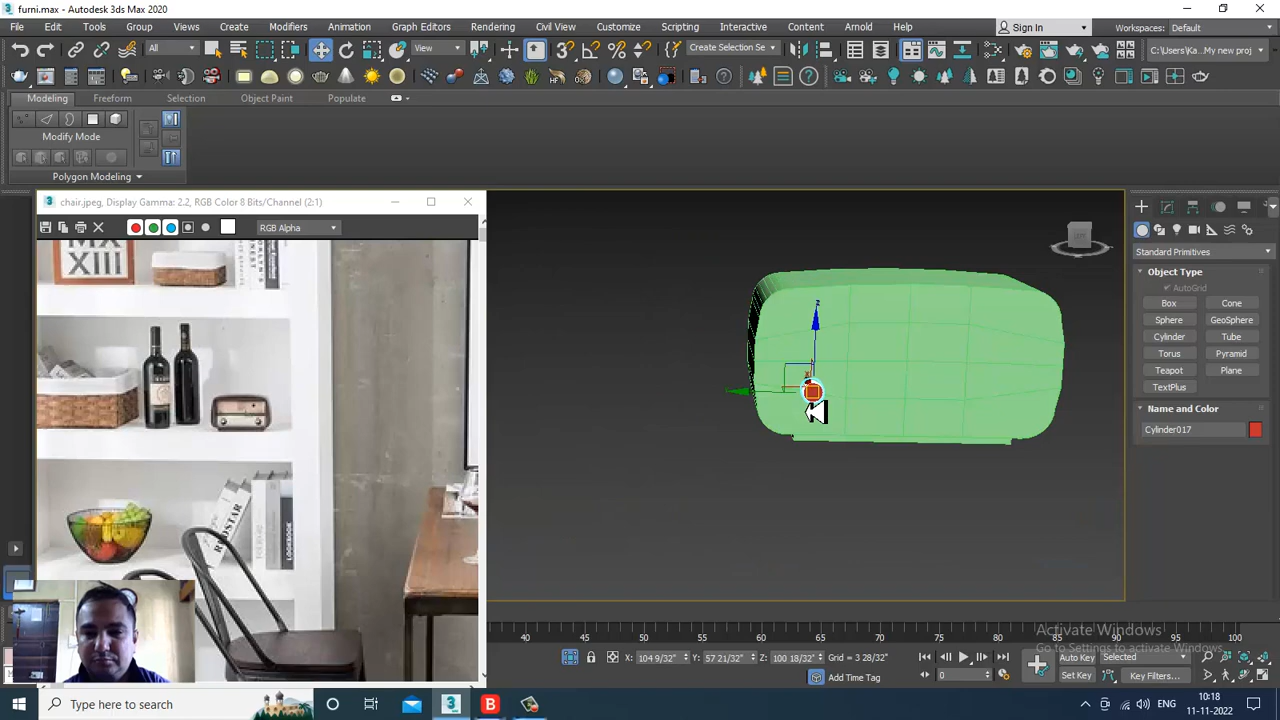 furni.max - Autodesk 3ds Max 2020
File Edit Tools Group Views Create Modifiers Animation Graph Editors Rendering Civil View Customize Scripting Interactive Content Arnold Help
Sign In
Workspaces: Default
All
View
Create Selection Se
C:\Users\Ka...My new proj
Modeling Freeform Selection Object Paint Populate
Modify Mode
Polygon Modeling
chair.jpeg, Display Gamma: 2.2, RGB Color 8 Bits/Channel (2:1)
RGB Alpha
MX
XIII
RODSTAR
LOOKBOOK
z
Standard Primitives
Object Type
AutoGrid
Box Cone
Sphere GeoSphere
Cylinder Tube
Torus Pyramid
Teapot Plane
TextPlus
Name and Color
Cylinder017
40 45 50 55 60 65 70 75 80 85 90 95 100
Activate Windows
Go to Settings to activate Windows.
X: 104 9/32" Y: 57 21/32" Z: 100 18/32" Grid = 3 28/32"
Auto Key Selected
Add Time Tag
0
Set Key Key Filters...
Type here to search
B
ENG
10:18
11-11-2022